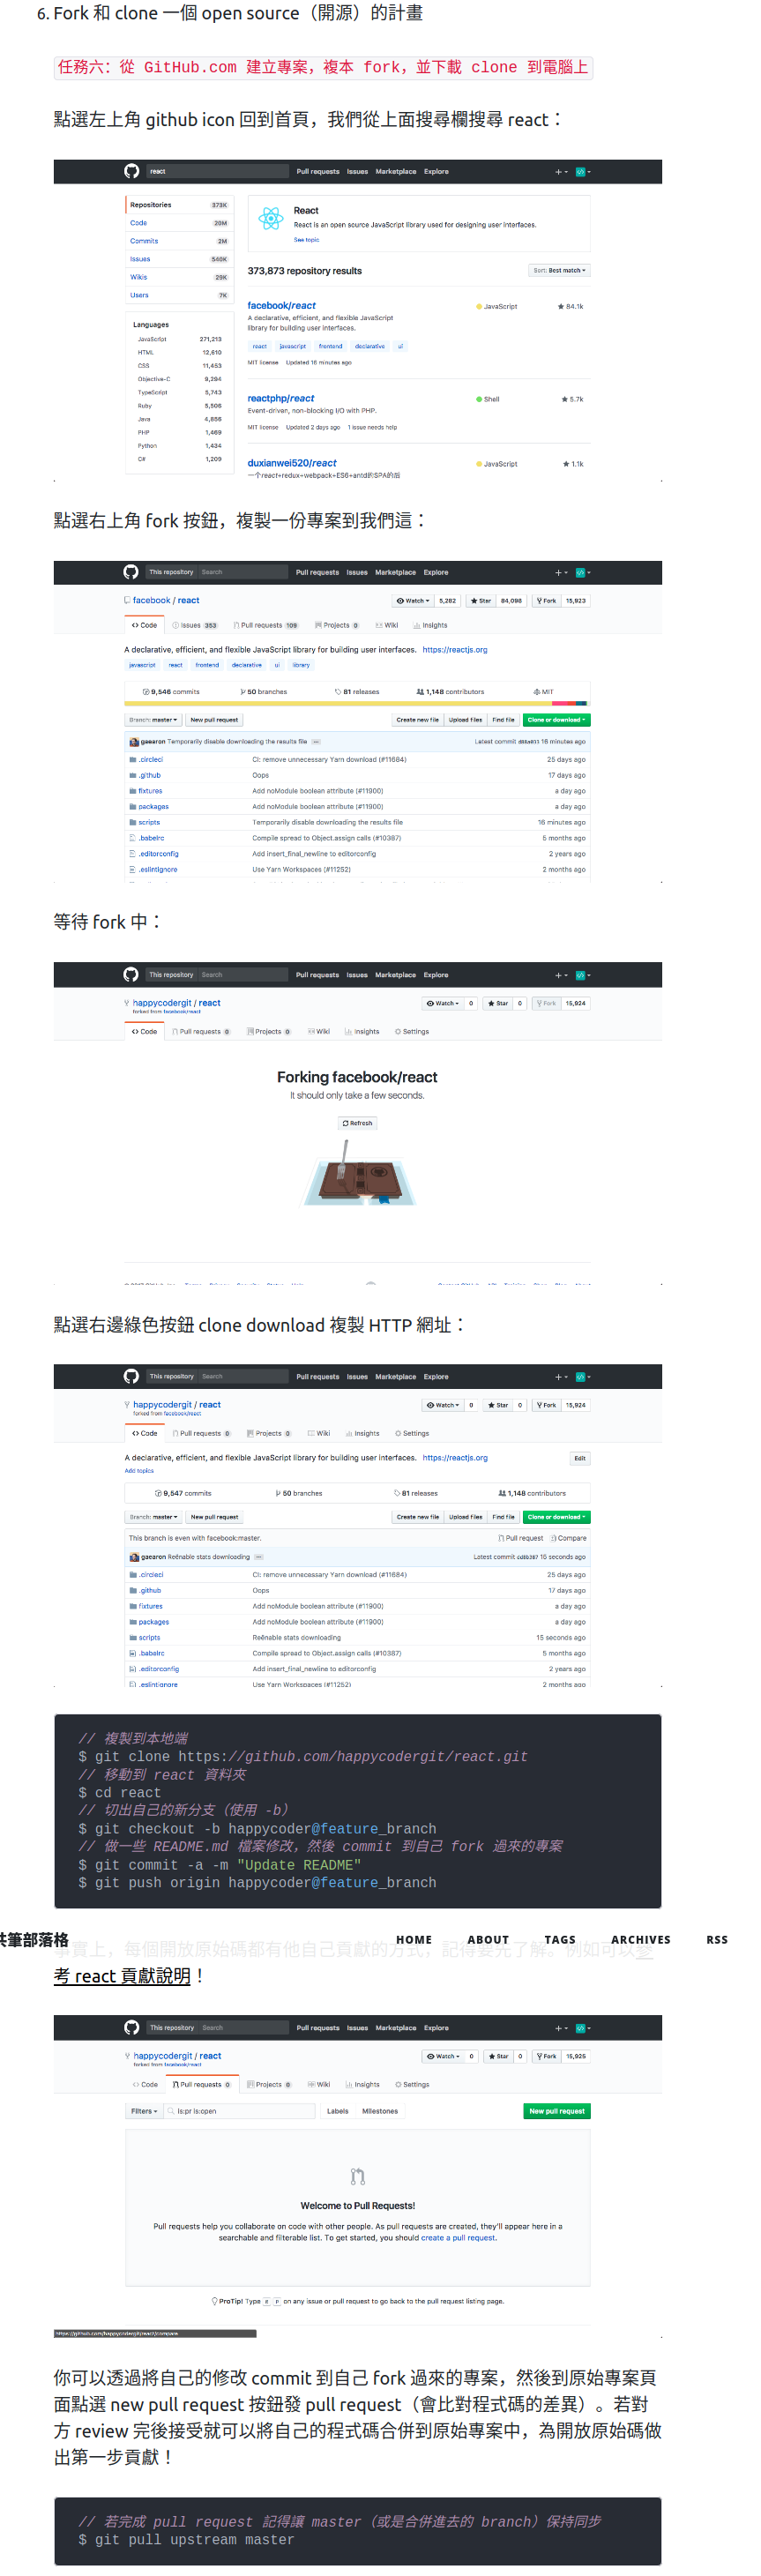 6. Fork 和 clone 一個 open source（開源）的計畫
任務六：從 GitHub.com 建立專案，複本 fork，並下載 clone 到電腦上
點選左上角 github icon 回到首頁，我們從上面搜尋欄搜尋 react：
react Pull requests Issues Marketplace Explore
Repositories 373K
Code 20M
Commits 2M
Issues 546K
Wikis 29K
Users 7K
Languages
JavaScript 271,213
HTML 12,610
CSS 11,453
Objective-C 9,294
TypeScript 5,743
Ruby 5,506
Java 4,856
PHP 1,469
Python 1,434
C# 1,209
React
React is an open source JavaScript library used for designing user interfaces.
See topic
373,873 repository results Sort: Best match
facebook/react JavaScript 84.1k
A declarative, efficient, and flexible JavaScript
library for building user interfaces.
react javascript frontend declarative ui
MIT license Updated 16 minutes ago
reactphp/react Shell 5.7k
Event-driven, non-blocking I/O with PHP.
MIT license Updated 2 days ago 1 issue needs help
duxianwei520/react JavaScript 1.1k
一个react+redux+webpack+ES6+antd的SPA的后
點選右上角 fork 按鈕，複製一份專案到我們這：
This repository Search Pull requests Issues Marketplace Explore
facebook / react Watch 5,282 Star 84,098 Fork 15,923
Code Issues 353 Pull requests 109 Projects 0 Wiki Insights
A declarative, efficient, and flexible JavaScript library for building user interfaces. https://reactjs.org
javascript react frontend declarative ui library
9,546 commits 50 branches 81 releases 1,148 contributors MIT
Branch: master New pull request Create new file Upload files Find file Clone or download
gaearon Temporarily disable downloading the results file Latest commit 16 minutes ago
.circleci CI: remove unnecessary Yarn download (#11684) 25 days ago
.github Oops 17 days ago
fixtures Add noModule boolean attribute (#11900) a day ago
packages Add noModule boolean attribute (#11900) a day ago
scripts Temporarily disable downloading the results file 16 minutes ago
.babelrc Compile spread to Object.assign calls (#10387) 5 months ago
.editorconfig Add insert_final_newline to editorconfig 2 years ago
.eslintignore Use Yarn Workspaces (#11252) 2 months ago
等待 fork 中：
This repository Search Pull requests Issues Marketplace Explore
happycodergit / react Watch 0 Star 0 Fork 15,924
forked from facebook/react
Code Pull requests 0 Projects 0 Wiki Insights Settings
Forking facebook/react
It should only take a few seconds.
Refresh
點選右邊綠色按鈕 clone download 複製 HTTP 網址：
This repository Search Pull requests Issues Marketplace Explore
happycodergit / react Watch 0 Star 0 Fork 15,924
forked from facebook/react
Code Pull requests 0 Projects 0 Wiki Insights Settings
A declarative, efficient, and flexible JavaScript library for building user interfaces. https://reactjs.org Edit
Add topics
9,547 commits 50 branches 81 releases 1,148 contributors
Branch: master New pull request Create new file Upload files Find file Clone or download
This branch is even with facebook:master. Pull request Compare
gaearon Reënable stats downloading Latest commit 16 seconds ago
.circleci CI: remove unnecessary Yarn download (#11684) 25 days ago
.github Oops 17 days ago
fixtures Add noModule boolean attribute (#11900) a day ago
packages Add noModule boolean attribute (#11900) a day ago
scripts Reënable stats downloading 15 seconds ago
.babelrc Compile spread to Object.assign calls (#10387) 5 months ago
.editorconfig Add insert_final_newline to editorconfig 2 years ago
.eslintignore Use Yarn Workspaces (#11252) 2 months ago
// 複製到本地端
$ git clone https://github.com/happycodergit/react.git
// 移動到 react 資料夾
$ cd react
// 切出自己的新分支（使用 -b）
$ git checkout -b happycoder@feature_branch
// 做一些 README.md 檔案修改，然後 commit 到自己 fork 過來的專案
$ git commit -a -m "Update README"
$ git push origin happycoder@feature_branch
共筆部落格 HOME ABOUT TAGS ARCHIVES RSS
事實上，每個開放原始碼都有他自己貢獻的方式，記得要先了解。例如可以參
考 react 貢獻說明！
This repository Search Pull requests Issues Marketplace Explore
happycodergit / react Watch 0 Star 0 Fork 15,925
forked from facebook/react
Code Pull requests 0 Projects 0 Wiki Insights Settings
Filters is:pr is:open Labels Milestones New pull request
Welcome to Pull Requests!
Pull requests help you collaborate on code with other people. As pull requests are created, they'll appear here in a
searchable and filterable list. To get started, you should create a pull request.
ProTip! Type g p on any issue or pull request to go back to the pull request listing page.
https://github.com/happycodergit/react/compare
你可以透過將自己的修改 commit 到自己 fork 過來的專案，然後到原始專案頁
面點選 new pull request 按鈕發 pull request（會比對程式碼的差異）。若對
方 review 完後接受就可以將自己的程式碼合併到原始專案中，為開放原始碼做
出第一步貢獻！
// 若完成 pull request 記得讓 master（或是合併進去的 branch）保持同步
$ git pull upstream master